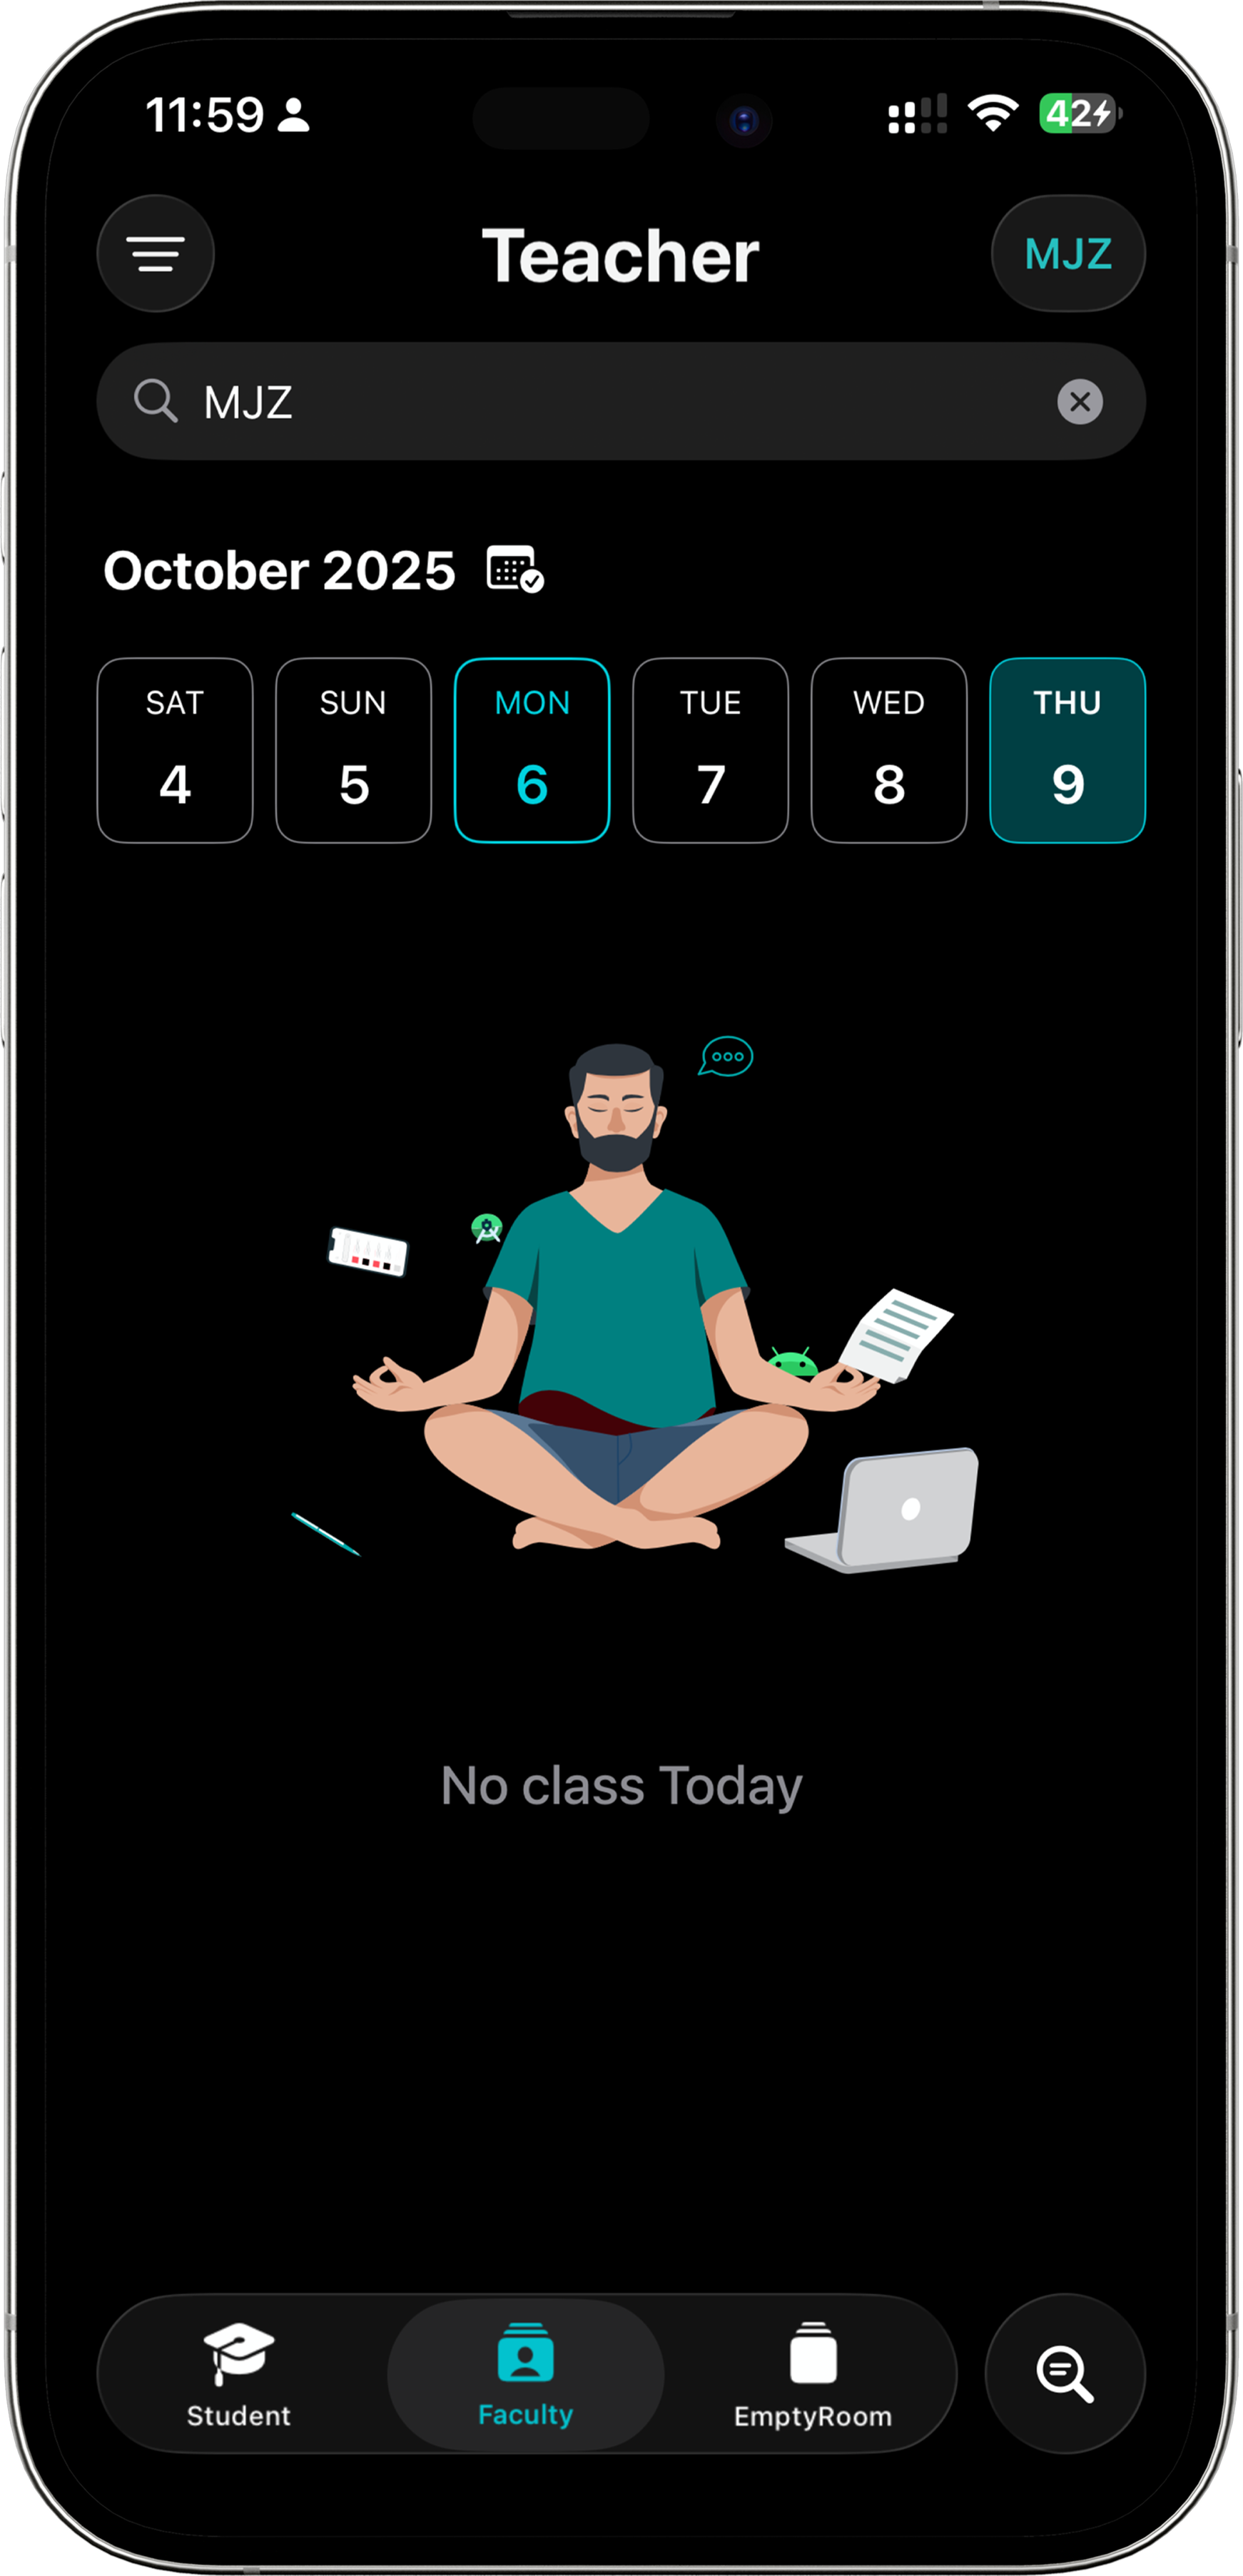 11:59
42
Teacher
MJZ
MJZ
October 2025
SAT SUN MON TUE WED THU
4 5 6 7 8 9
No class Today
Student Faculty EmptyRoom